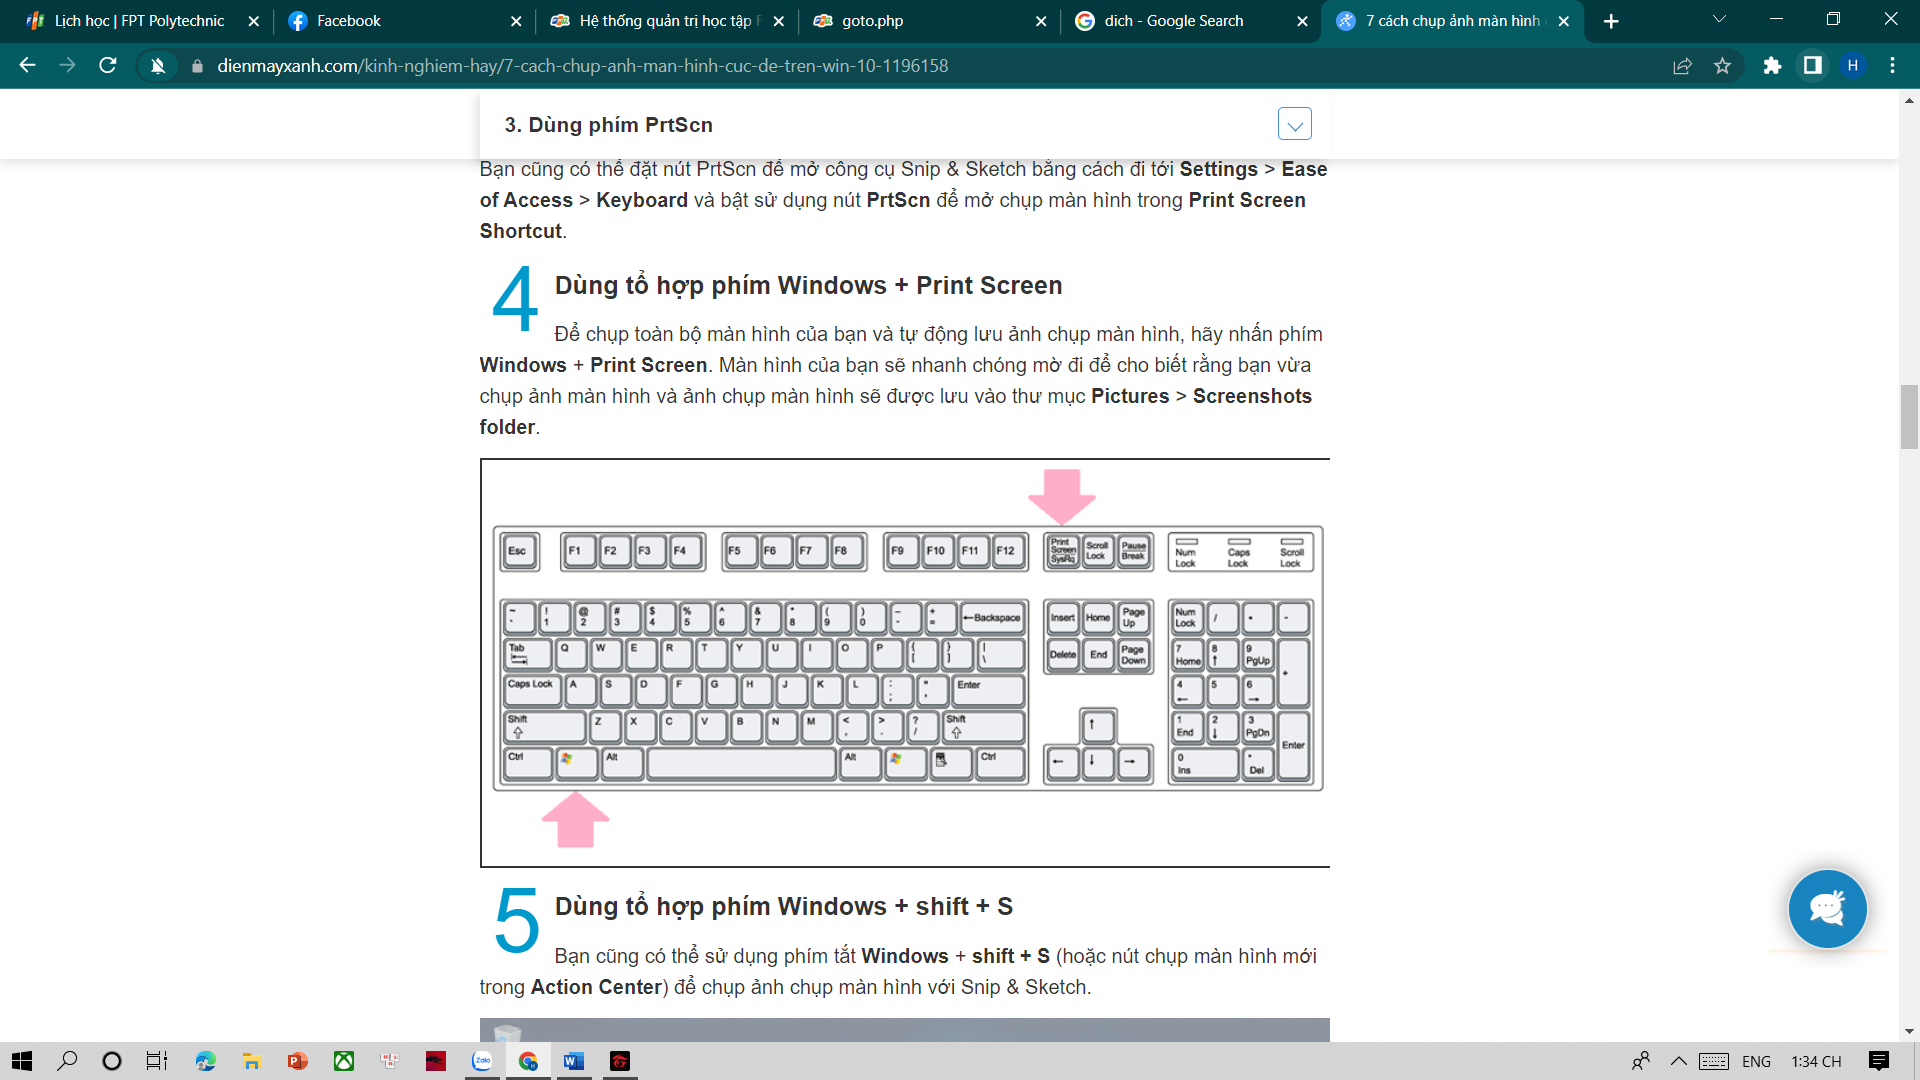 Lịch học | FPT Polytechnic
Facebook
Hệ thống quản trị học tập F
goto.php
dich - Google Search
7 cách chụp ảnh màn hình
dienmayxanh.com/kinh-nghiem-hay/7-cach-chup-anh-man-hinh-cuc-de-tren-win-10-1196158
H
3. Dùng phím PrtScn
Bạn cũng có thể đặt nút PrtScn để mở công cụ Snip & Sketch bằng cách đi tới Settings > Ease
of Access > Keyboard và bật sử dụng nút PrtScn để mở chụp màn hình trong Print Screen
Shortcut.
4 Dùng tổ hợp phím Windows + Print Screen
Để chụp toàn bộ màn hình của bạn và tự động lưu ảnh chụp màn hình, hãy nhấn phím
Windows + Print Screen. Màn hình của bạn sẽ nhanh chóng mờ đi để cho biết rằng bạn vừa
chụp ảnh màn hình và ảnh chụp màn hình sẽ được lưu vào thư mục Pictures > Screenshots
folder.
Esc F1 F2 F3 F4 F5 F6 F7 F8 F9 F10 F11 F12 Print Screen SysRq Scroll Lock Pause Break Num Lock Caps Lock Scroll Lock
~ ` ! 1 @ 2 # 3 $ 4 % 5 ^ 6 & 7 * 8 ( 9 ) 0 _ - + = ←Backspace Insert Home Page Up Num Lock / * -
Tab Q W E R T Y U I O P { [ } ] | \ Delete End Page Down 7 Home 8 ↑ 9 PgUp +
Caps Lock A S D F G H J K L : ; " ' Enter 4 ← 5 6 →
Shift Z X C V B N M < , > . ? / Shift ↑ 1 End 2 ↓ 3 PgDn Enter
Ctrl Alt Alt Ctrl ← ↓ → 0 Ins . Del
5 Dùng tổ hợp phím Windows + shift + S
Bạn cũng có thể sử dụng phím tắt Windows + shift + S (hoặc nút chụp màn hình mới
trong Action Center) để chụp ảnh chụp màn hình với Snip & Sketch.
Zalo
ENG
1:34 CH